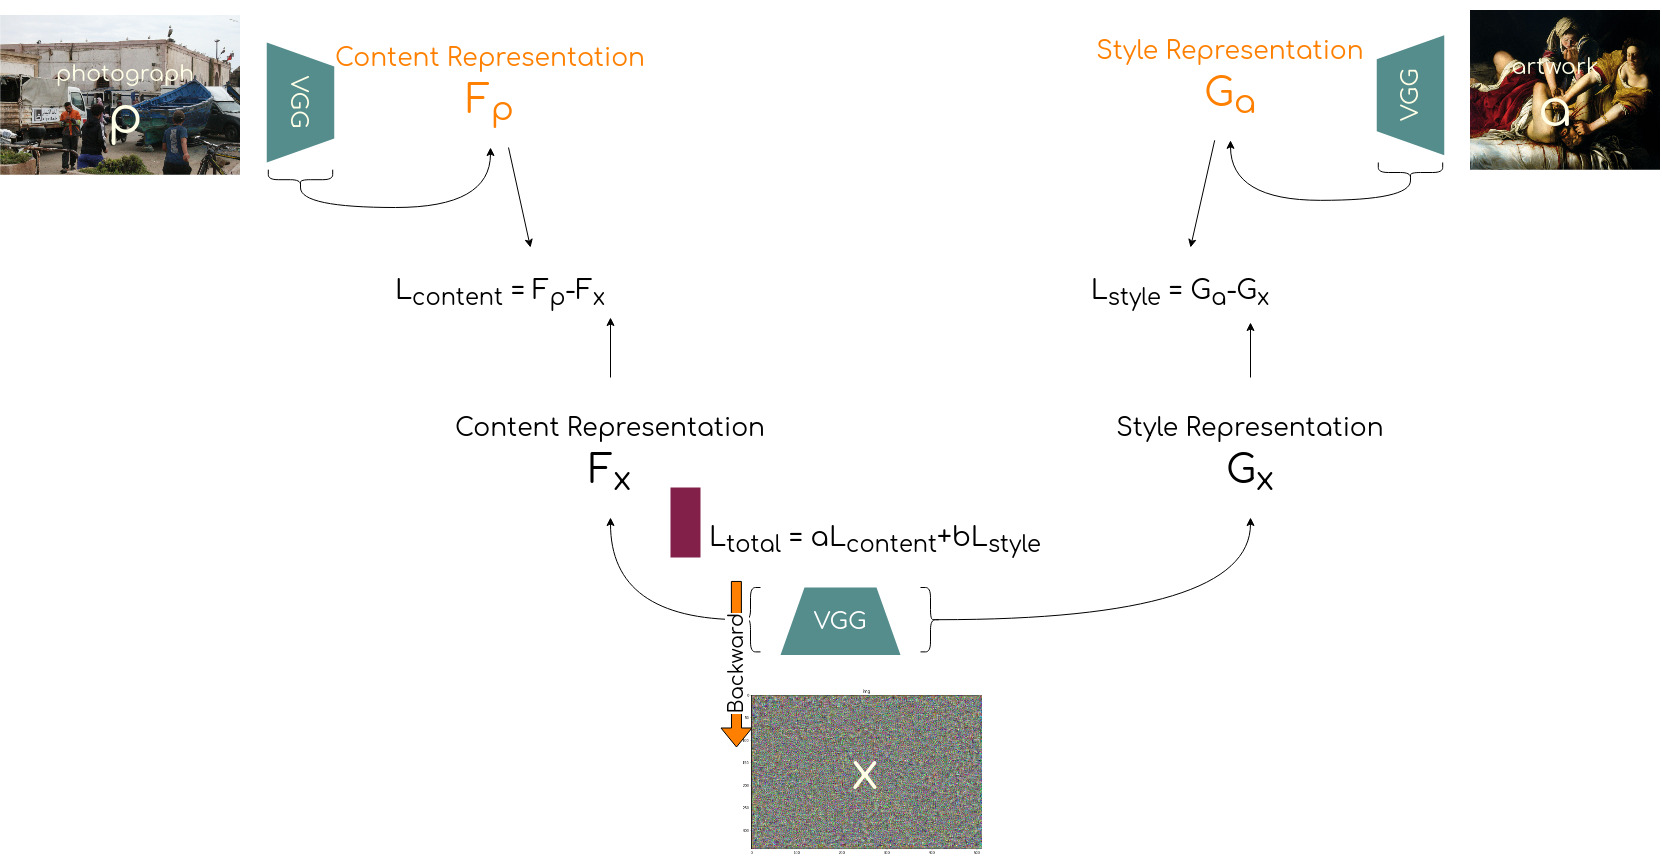 photograph
p
VGG
Content Representation
Fp
Style Representation
Ga
VGG
artwork
a
Lcontent = Fp-Fx
Lstyle = Ga-Gx
Content Representation
Fx
Style Representation
Gx
Ltotal = aLcontent+bLstyle
VGG
Backward
img
x